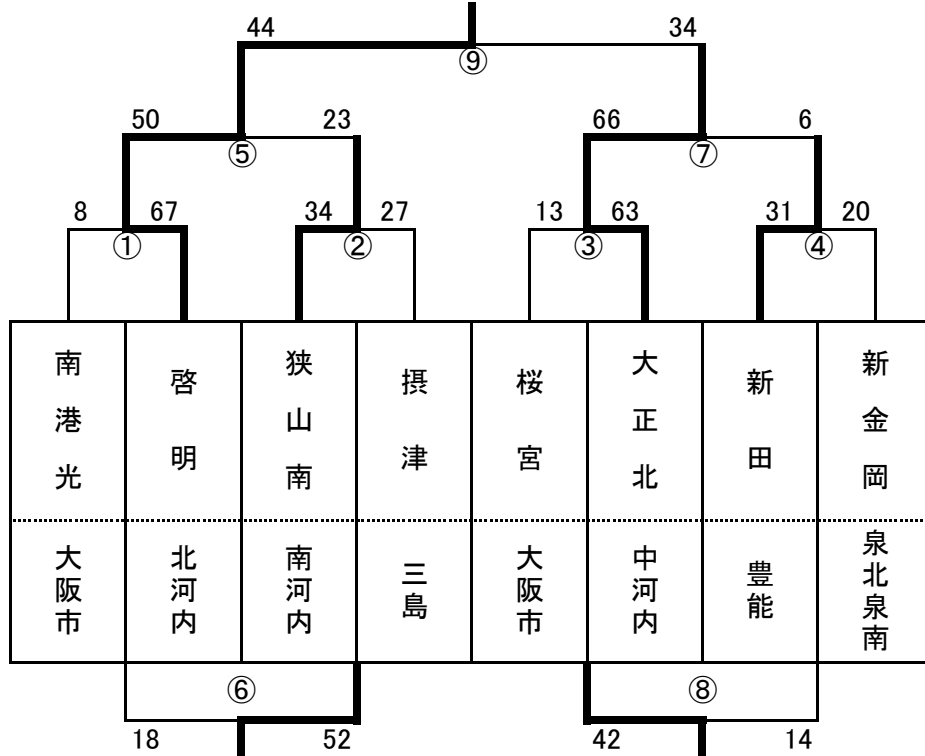 44 34
⑨
50 23 66 6
⑤ ⑦
8 67 34 27 13 63 31 20
① ② ③ ④
南港光 啓明 狭山南 摂津 桜宮 大正北 新田 新金岡
大阪市 北河内 南河内 三島 大阪市 中河内 豊能 泉北泉南
⑥ ⑧
18 52 42 14